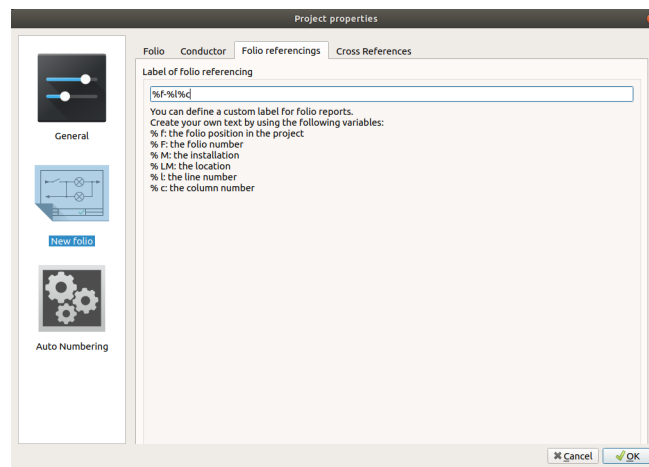 Project properties
Folio Conductor Folio referencings Cross References
Label of folio referencing
%f-%l%c
You can define a custom label for folio reports.
Create your own text by using the following variables:
% f: the folio position in the project
% F: the folio number
% M: the installation
% LM: the location
% l: the line number
% c: the column number
General
New folio
Auto Numbering
Cancel OK